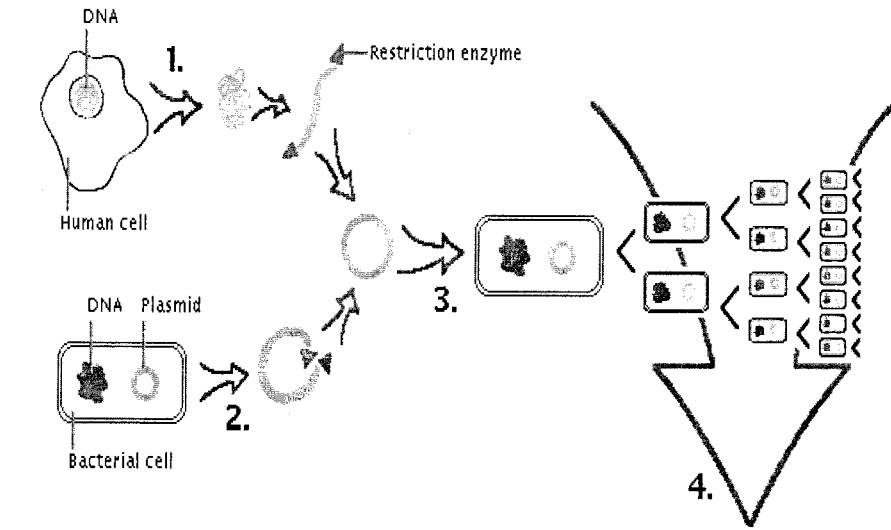 DNA
1.
Restriction enzyme
Human cell
DNA
Plasmid
3.
2.
Bacterial cell
4.